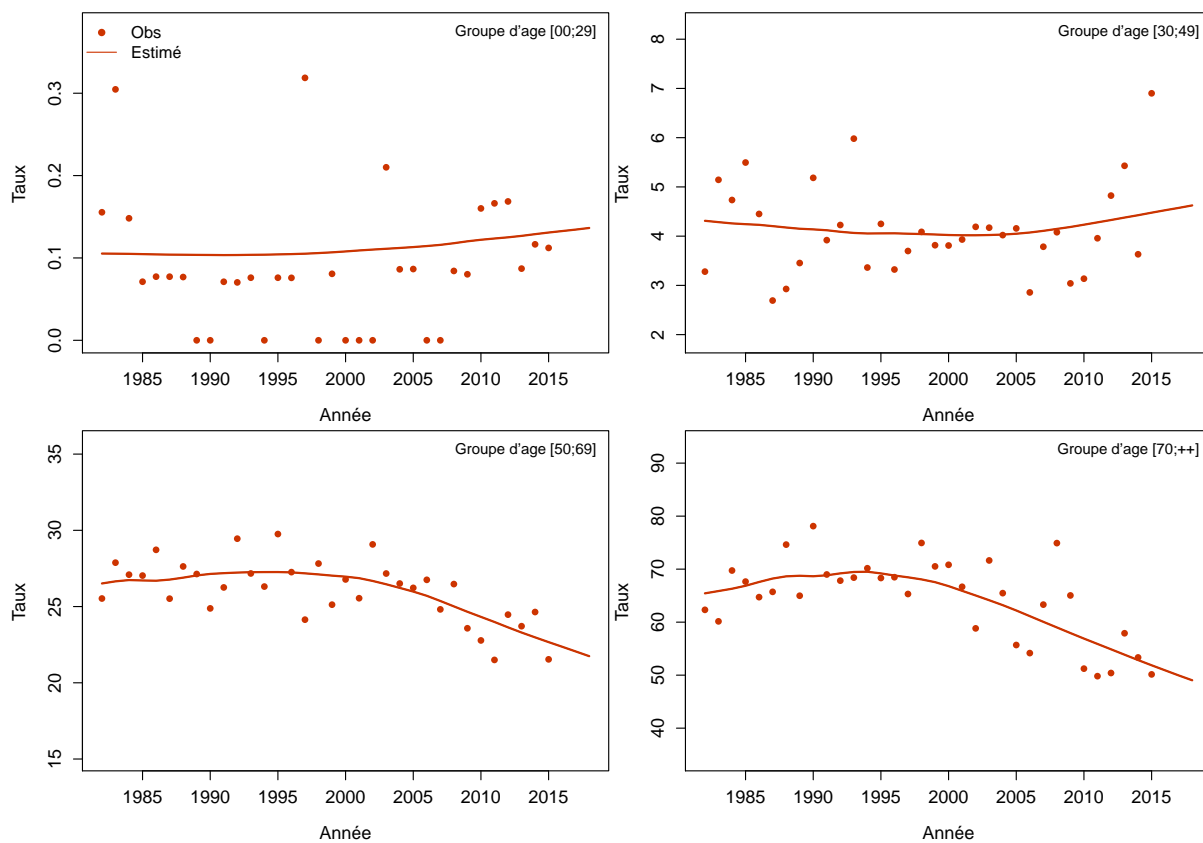 Obs
Estimé
Groupe d'age [00;29]
Taux
0.0
0.1
0.2
0.3
1985 1990 1995 2000 2005 2010 2015
Année
Groupe d'age [30;49]
Taux
2
3
4
5
6
7
8
1985 1990 1995 2000 2005 2010 2015
Année
Groupe d'age [50;69]
Taux
15
20
25
30
35
1985 1990 1995 2000 2005 2010 2015
Année
Groupe d'age [70;++]
Taux
40
50
60
70
80
90
1985 1990 1995 2000 2005 2010 2015
Année